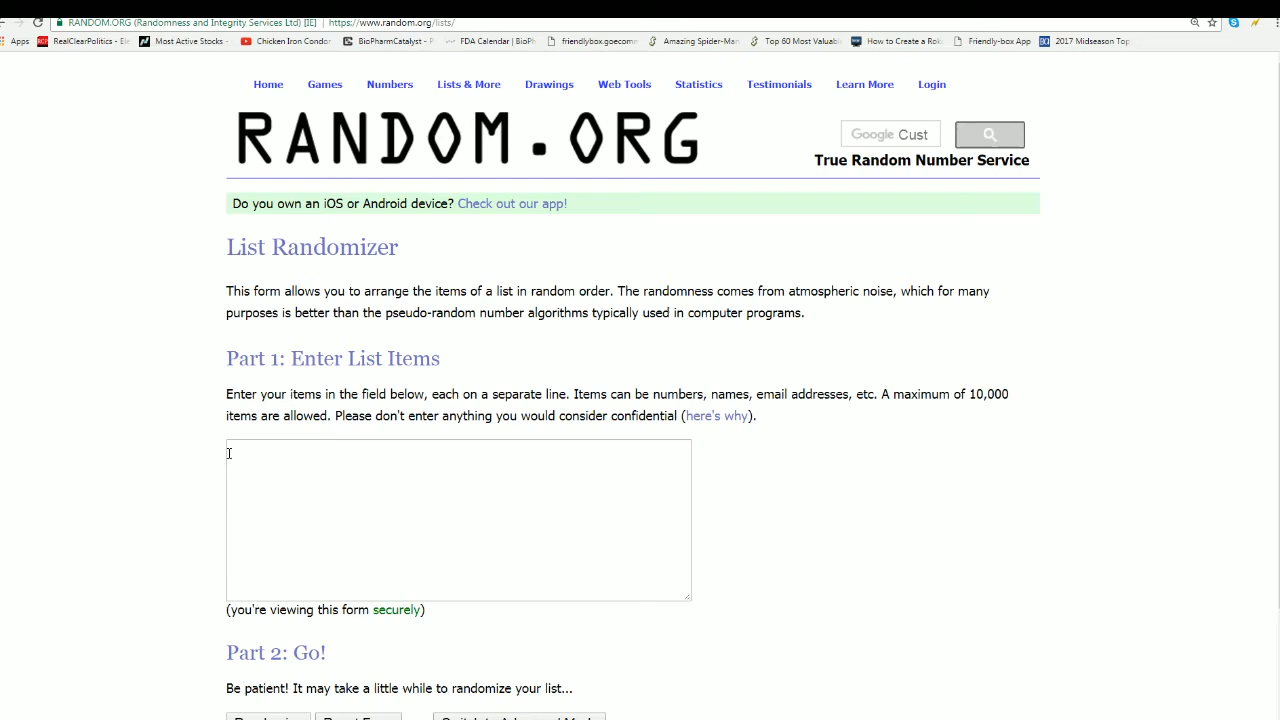 RANDOM.ORG (Randomness and Integrity Services Ltd) [IE] https://www.random.org/lists/
Apps RealClearPolitics - Ele Most Active Stocks - Chicken Iron Condor BioPharmCatalyst - P FDA Calendar | BioPh friendlybox.goecomm Amazing Spider-Man Top 60 Most Valuabl How to Create a Rok Friendly-box App 2017 Midseason Top
Home Games Numbers Lists & More Drawings Web Tools Statistics Testimonials Learn More Login
RANDOM.ORG
Google Cust
True Random Number Service
Do you own an iOS or Android device? Check out our app!
List Randomizer
This form allows you to arrange the items of a list in random order. The randomness comes from atmospheric noise, which for many
purposes is better than the pseudo-random number algorithms typically used in computer programs.
Part 1: Enter List Items
Enter your items in the field below, each on a separate line. Items can be numbers, names, email addresses, etc. A maximum of 10,000
items are allowed. Please don't enter anything you would consider confidential (here's why).
(you're viewing this form securely)
Part 2: Go!
Be patient! It may take a little while to randomize your list...